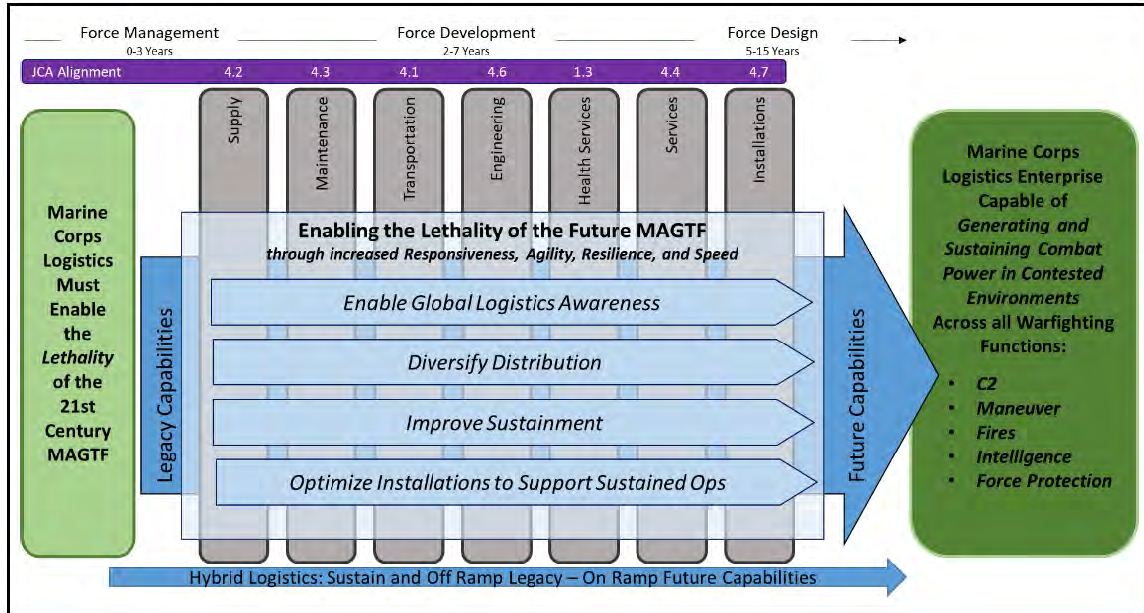 Force Management
0-3 Years
Force Development
2-7 Years
Force Design
5-15 Years
JCA Alignment
4.2
4.3
4.1
4.6
1.3
4.4
4.7
Supply
Maintenance
Transportation
Engineering
Health Services
Services
Installations
Marine
Corps
Logistics
Must
Enable
the
Lethality
of the
21st
Century
MAGTF
Legacy Capabilities
Enabling the Lethality of the Future MAGTF
through increased Responsiveness, Agility, Resilience, and Speed
Enable Global Logistics Awareness
Diversify Distribution
Improve Sustainment
Optimize Installations to Support Sustained Ops
Future Capabilities
Marine Corps
Logistics Enterprise
Capable of
Generating and
Sustaining Combat
Power in Contested
Environments
Across all Warfighting
Functions:
• C2
• Maneuver
• Fires
• Intelligence
• Force Protection
Hybrid Logistics: Sustain and Off Ramp Legacy – On Ramp Future Capabilities